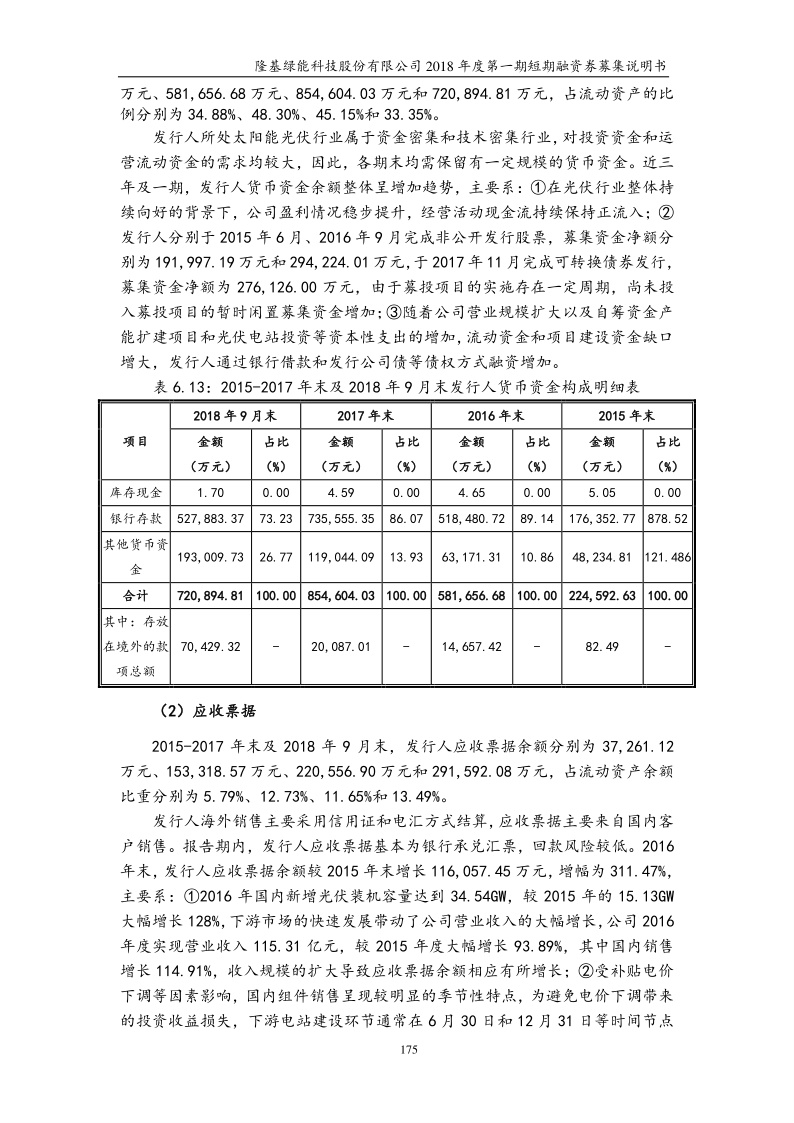 隆基绿能科技股份有限公司 2018 年度第一期短期融资券募集说明书
万元、581,656.68 万元、854,604.03 万元和 720,894.81 万元，占流动资产的比
例分别为 34.88%、48.30%、45.15%和 33.35%。
发行人所处太阳能光伏行业属于资金密集和技术密集行业，对投资资金和运
营流动资金的需求均较大，因此，各期末均需保留有一定规模的货币资金。近三
年及一期，发行人货币资金余额整体呈增加趋势，主要系：①在光伏行业整体持
续向好的背景下，公司盈利情况稳步提升，经营活动现金流持续保持正流入；②
发行人分别于 2015 年 6 月、2016 年 9 月完成非公开发行股票，募集资金净额分
别为 191,997.19 万元和 294,224.01 万元，于 2017 年 11 月完成可转换债券发行，
募集资金净额为 276,126.00 万元，由于募投项目的实施存在一定周期，尚未投
入募投项目的暂时闲置募集资金增加；③随着公司营业规模扩大以及自筹资金产
能扩建项目和光伏电站投资等资本性支出的增加，流动资金和项目建设资金缺口
增大，发行人通过银行借款和发行公司债等债权方式融资增加。
表 6.13：2015-2017 年末及 2018 年 9 月末发行人货币资金构成明细表
项目 2018 年 9 月末 2017 年末 2016 年末 2015 年末
金额 占比 金额 占比 金额 占比 金额 占比
（万元） （%） （万元） （%） （万元） （%） （万元） （%）
库存现金 1.70 0.00 4.59 0.00 4.65 0.00 5.05 0.00
银行存款 527,883.37 73.23 735,555.35 86.07 518,480.72 89.14 176,352.77 878.52
其他货币资
金 193,009.73 26.77 119,044.09 13.93 63,171.31 10.86 48,234.81 121.486
合计 720,894.81 100.00 854,604.03 100.00 581,656.68 100.00 224,592.63 100.00
其中：存放
在境外的款 70,429.32 - 20,087.01 - 14,657.42 - 82.49 -
项总额
（2）应收票据
2015-2017 年末及 2018 年 9 月末，发行人应收票据余额分别为 37,261.12
万元、153,318.57 万元、220,556.90 万元和 291,592.08 万元，占流动资产余额
比重分别为 5.79%、12.73%、11.65%和 13.49%。
发行人海外销售主要采用信用证和电汇方式结算，应收票据主要来自国内客
户销售。报告期内，发行人应收票据基本为银行承兑汇票，回款风险较低。2016
年末，发行人应收票据余额较 2015 年末增长 116,057.45 万元，增幅为 311.47%，
主要系：①2016 年国内新增光伏装机容量达到 34.54GW，较 2015 年的 15.13GW
大幅增长 128%，下游市场的快速发展带动了公司营业收入的大幅增长，公司 2016
年度实现营业收入 115.31 亿元，较 2015 年度大幅增长 93.89%，其中国内销售
增长 114.91%，收入规模的扩大导致应收票据余额相应有所增长；②受补贴电价
下调等因素影响，国内组件销售呈现较明显的季节性特点，为避免电价下调带来
的投资收益损失，下游电站建设环节通常在 6 月 30 日和 12 月 31 日等时间节点
175